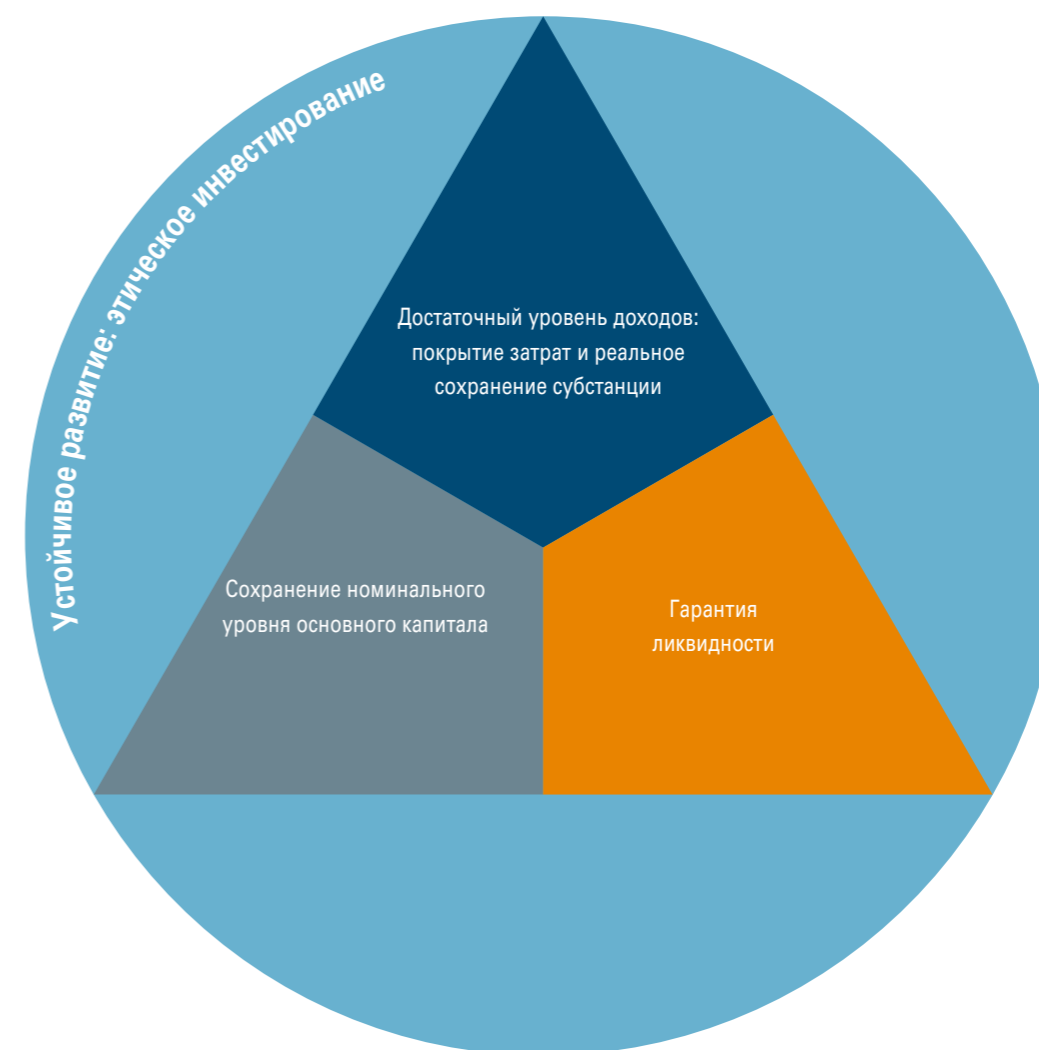 Устойчивое развитие: этическое инвестирование
Достаточный уровень доходов:
покрытие затрат и реальное
сохранение субстанции
Сохранение номинального
уровня основного капитала
Гарантия
ликвидности